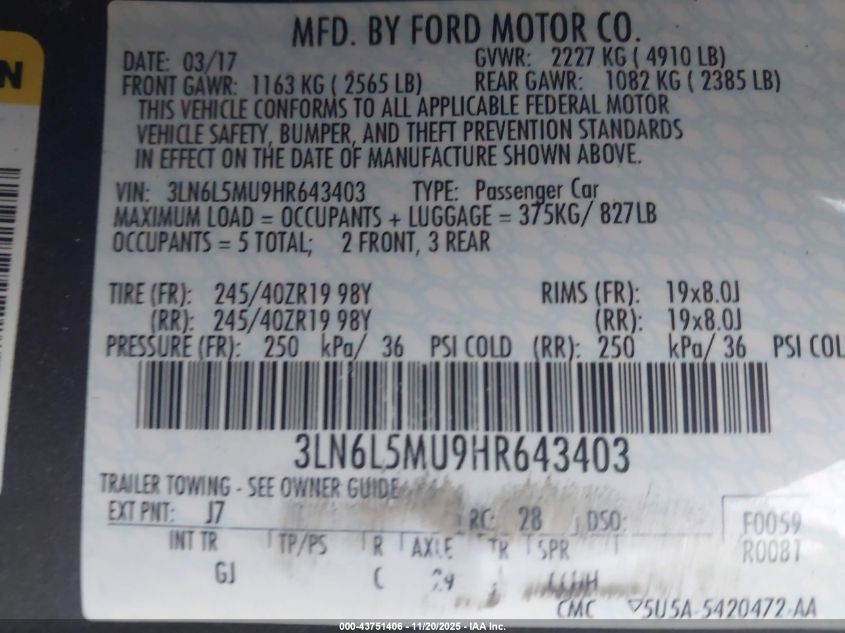 N
MFD. BY FORD MOTOR CO.
DATE: 03/17 GVWR: 2227 KG ( 4910 LB)
FRONT GAWR: 1163 KG ( 2565 LB) REAR GAWR: 1082 KG ( 2385 LB)
THIS VEHICLE CONFORMS TO ALL APPLICABLE FEDERAL MOTOR
VEHICLE SAFETY, BUMPER, AND THEFT PREVENTION STANDARDS
IN EFFECT ON THE DATE OF MANUFACTURE SHOWN ABOVE.
VIN: 3LN6L5MU9HR643403 TYPE: Passenger Car
MAXIMUM LOAD = OCCUPANTS + LUGGAGE = 375KG/ 827LB
OCCUPANTS = 5 TOTAL; 2 FRONT, 3 REAR
TIRE (FR): 245/40ZR19 98Y RIMS (FR): 19x8.0J
(RR): 245/40ZR19 98Y (RR): 19x8.0J
PRESSURE (FR): 250 kPa/ 36 PSI COLD (RR): 250 kPa/ 36 PSI COL
3LN6L5MU9HR643403
TRAILER TOWING - SEE OWNER GUIDE
EXT PNT: J7 RC: 28 DSO: F0059
R0081
INT TR TP/PS R AXLE TR SPR
GJ C
CMC 5U5A-5420472-AA
000-43751406 - 11/20/2025 - IAA Inc.